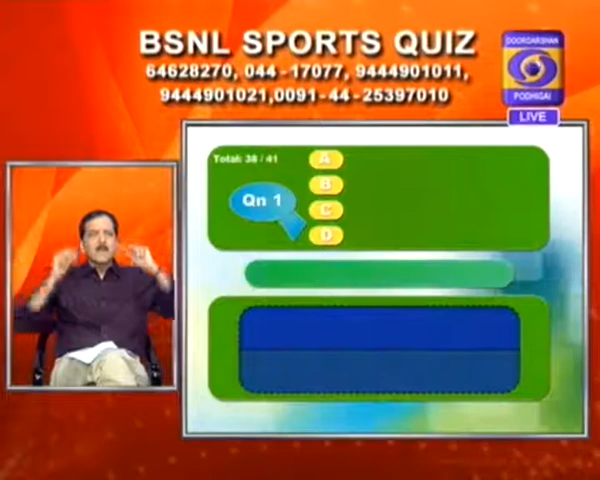 BSNL SPORTS QUIZ
64628270, 044 -17077, 9444901011,
9444901021,0091- 44 - 25397010
DOORDARSHAN
PODHIGAI
LIVE
Total: 38 / 41
A
Qn 1
B
C
D